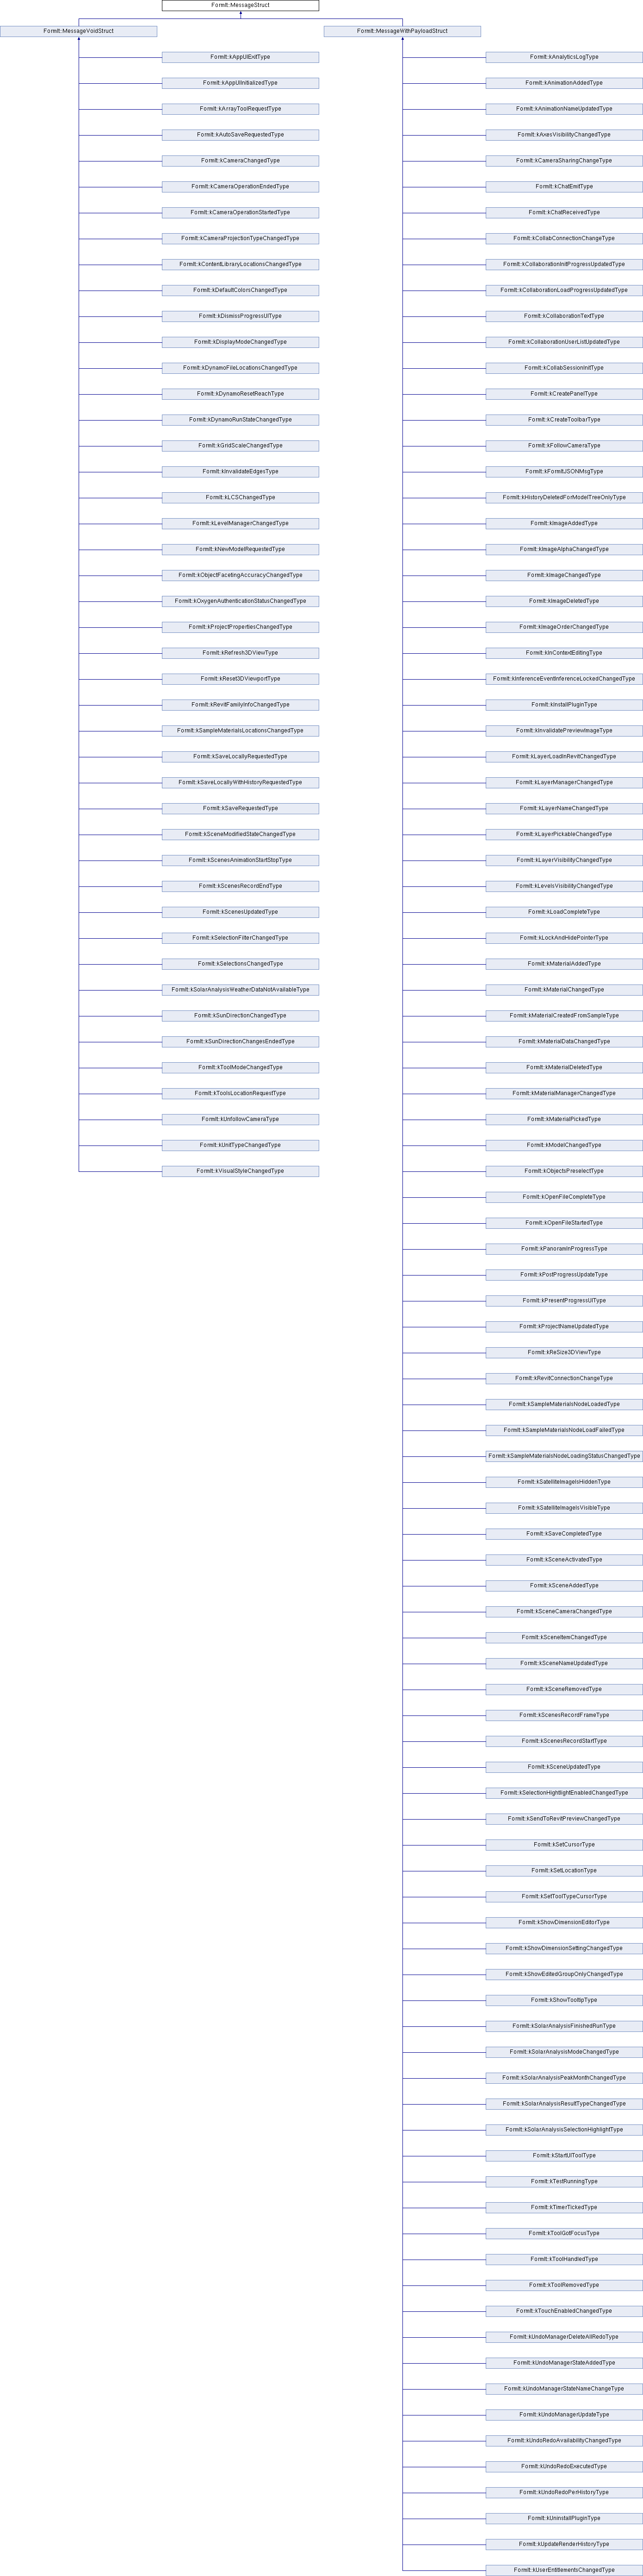 FormIt::MessageStruct
FormIt::MessageVoidStruct
FormIt::MessageWithPayloadStruct
FormIt::kAppUIExitType
FormIt::kAppUIInitializedType
FormIt::kArrayToolRequestType
FormIt::kAutoSaveRequestedType
FormIt::kCameraChangedType
FormIt::kCameraOperationEndedType
FormIt::kCameraOperationStartedType
FormIt::kCameraProjectionTypeChangedType
FormIt::kContentLibraryLocationsChangedType
FormIt::kDefaultColorsChangedType
FormIt::kDismissProgressUIType
FormIt::kDisplayModeChangedType
FormIt::kDynamoFileLocationsChangedType
FormIt::kDynamoResetReachType
FormIt::kDynamoRunStateChangedType
FormIt::kGridScaleChangedType
FormIt::kInvalidateEdgesType
FormIt::kLCSChangedType
FormIt::kLevelManagerChangedType
FormIt::kNewModelRequestedType
FormIt::kObjectFacetingAccuracyChangedType
FormIt::kOxygenAuthenticationStatusChangedType
FormIt::kProjectPropertiesChangedType
FormIt::kRefresh3DViewType
FormIt::kReset3DViewportType
FormIt::kRevitFamilyInfoChangedType
FormIt::kSampleMaterialsLocationsChangedType
FormIt::kSaveLocallyRequestedType
FormIt::kSaveLocallyWithHistoryRequestedType
FormIt::kSaveRequestedType
FormIt::kSceneModifiedStateChangedType
FormIt::kScenesAnimationStartStopType
FormIt::kScenesRecordEndType
FormIt::kScenesUpdatedType
FormIt::kSelectionFilterChangedType
FormIt::kSelectionsChangedType
FormIt::kSolarAnalysisWeatherDataNotAvailableType
FormIt::kSunDirectionChangedType
FormIt::kSunDirectionChangesEndedType
FormIt::kToolModeChangedType
FormIt::kToolsLocationRequestType
FormIt::kUnfollowCameraType
FormIt::kUnitTypeChangedType
FormIt::kVisualStyleChangedType
FormIt::kAnalyticsLogType
FormIt::kAnimationAddedType
FormIt::kAnimationNameUpdatedType
FormIt::kAxesVisibilityChangedType
FormIt::kCameraSharingChangeType
FormIt::kChatEmitType
FormIt::kChatReceivedType
FormIt::kCollabConnectionChangeType
FormIt::kCollaborationInitProgressUpdatedType
FormIt::kCollaborationLoadProgressUpdatedType
FormIt::kCollaborationTextType
FormIt::kCollaborationUserListUpdatedType
FormIt::kCollabSessionInitType
FormIt::kCreatePanelType
FormIt::kCreateToolbarType
FormIt::kFollowCameraType
FormIt::kFormItJSONMsgType
FormIt::kHistoryDeletedForModelTreeOnlyType
FormIt::kImageAddedType
FormIt::kImageAlphaChangedType
FormIt::kImageChangedType
FormIt::kImageDeletedType
FormIt::kImageOrderChangedType
FormIt::kInContextEditingType
FormIt::kInferenceEventInferenceLockedChangedType
FormIt::kInstallPluginType
FormIt::kInvalidatePreviewImageType
FormIt::kLayerLoadInRevitChangedType
FormIt::kLayerManagerChangedType
FormIt::kLayerNameChangedType
FormIt::kLayerPickableChangedType
FormIt::kLayerVisibilityChangedType
FormIt::kLevelsVisibilityChangedType
FormIt::kLoadCompleteType
FormIt::kLockAndHidePointerType
FormIt::kMaterialAddedType
FormIt::kMaterialChangedType
FormIt::kMaterialCreatedFromSampleType
FormIt::kMaterialDataChangedType
FormIt::kMaterialDeletedType
FormIt::kMaterialManagerChangedType
FormIt::kMaterialPickedType
FormIt::kModelChangedType
FormIt::kObjectsPreselectType
FormIt::kOpenFileCompleteType
FormIt::kOpenFileStartedType
FormIt::kPanoramInProgressType
FormIt::kPostProgressUpdateType
FormIt::kPresentProgressUIType
FormIt::kProjectNameUpdatedType
FormIt::kReSize3DViewType
FormIt::kRevitConnectionChangeType
FormIt::kSampleMaterialsNodeLoadedType
FormIt::kSampleMaterialsNodeLoadFailedType
FormIt::kSampleMaterialsNodeLoadingStatusChangedType
FormIt::kSatelliteImageIsHiddenType
FormIt::kSatelliteImageIsVisibleType
FormIt::kSaveCompletedType
FormIt::kSceneActivatedType
FormIt::kSceneAddedType
FormIt::kSceneCameraChangedType
FormIt::kSceneItemChangedType
FormIt::kSceneNameUpdatedType
FormIt::kSceneRemovedType
FormIt::kScenesRecordFrameType
FormIt::kScenesRecordStartType
FormIt::kSceneUpdatedType
FormIt::kSelectionHightlightEnabledChangedType
FormIt::kSendToRevitPreviewChangedType
FormIt::kSetCursorType
FormIt::kSetLocationType
FormIt::kSetToolTypeCursorType
FormIt::kShowDimensionEditorType
FormIt::kShowDimensionSettingChangedType
FormIt::kShowEditedGroupOnlyChangedType
FormIt::kShowTooltipType
FormIt::kSolarAnalysisFinishedRunType
FormIt::kSolarAnalysisModeChangedType
FormIt::kSolarAnalysisPeakMonthChangedType
FormIt::kSolarAnalysisResultTypeChangedType
FormIt::kSolarAnalysisSelectionHighlightType
FormIt::kStartUIToolType
FormIt::kTestRunningType
FormIt::kTimerTickedType
FormIt::kToolGotFocusType
FormIt::kToolHandledType
FormIt::kToolRemovedType
FormIt::kTouchEnabledChangedType
FormIt::kUndoManagerDeleteAllRedoType
FormIt::kUndoManagerStateAddedType
FormIt::kUndoManagerStateNameChangeType
FormIt::kUndoManagerUpdateType
FormIt::kUndoRedoAvailabilityChangedType
FormIt::kUndoRedoExecutedType
FormIt::kUndoRedoPerHistoryType
FormIt::kUninstallPluginType
FormIt::kUpdateRenderHistoryType
FormIt::kUserEntitlementsChangedType